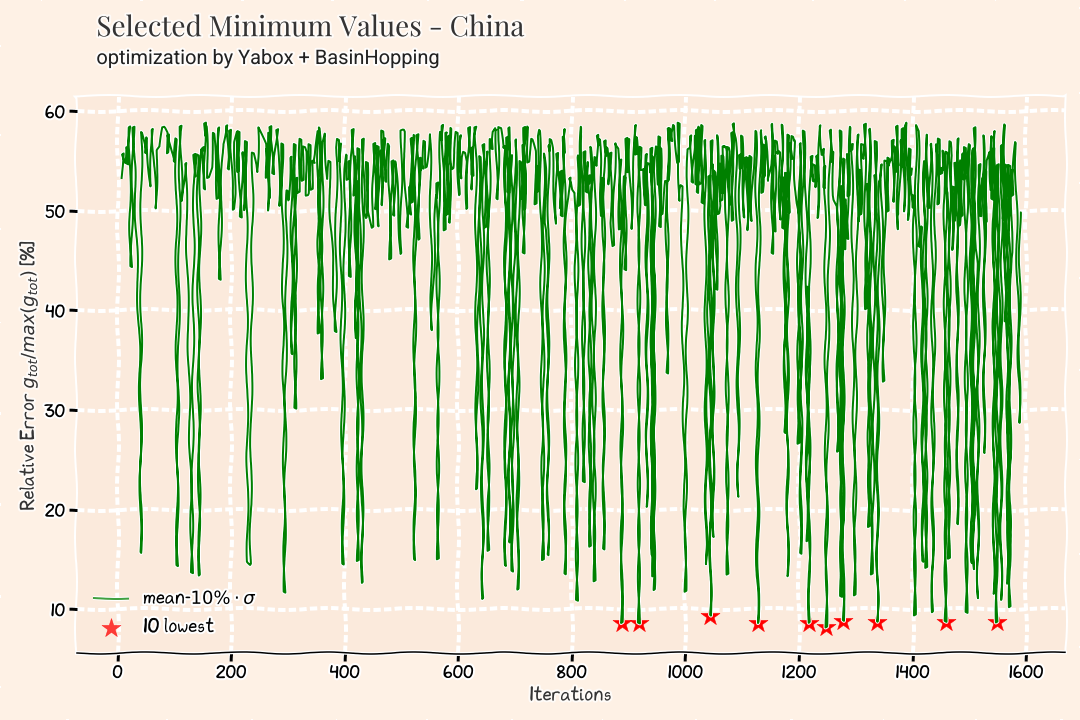 Selected Minimum Values - China
optimization by Yabox + BasinHopping
Relative Error g_tot/max(g_tot) [%]
60
50
40
30
20
10
mean-10% · σ
10 lowest
0 200 400 600 800 1000 1200 1400 1600
Iterations